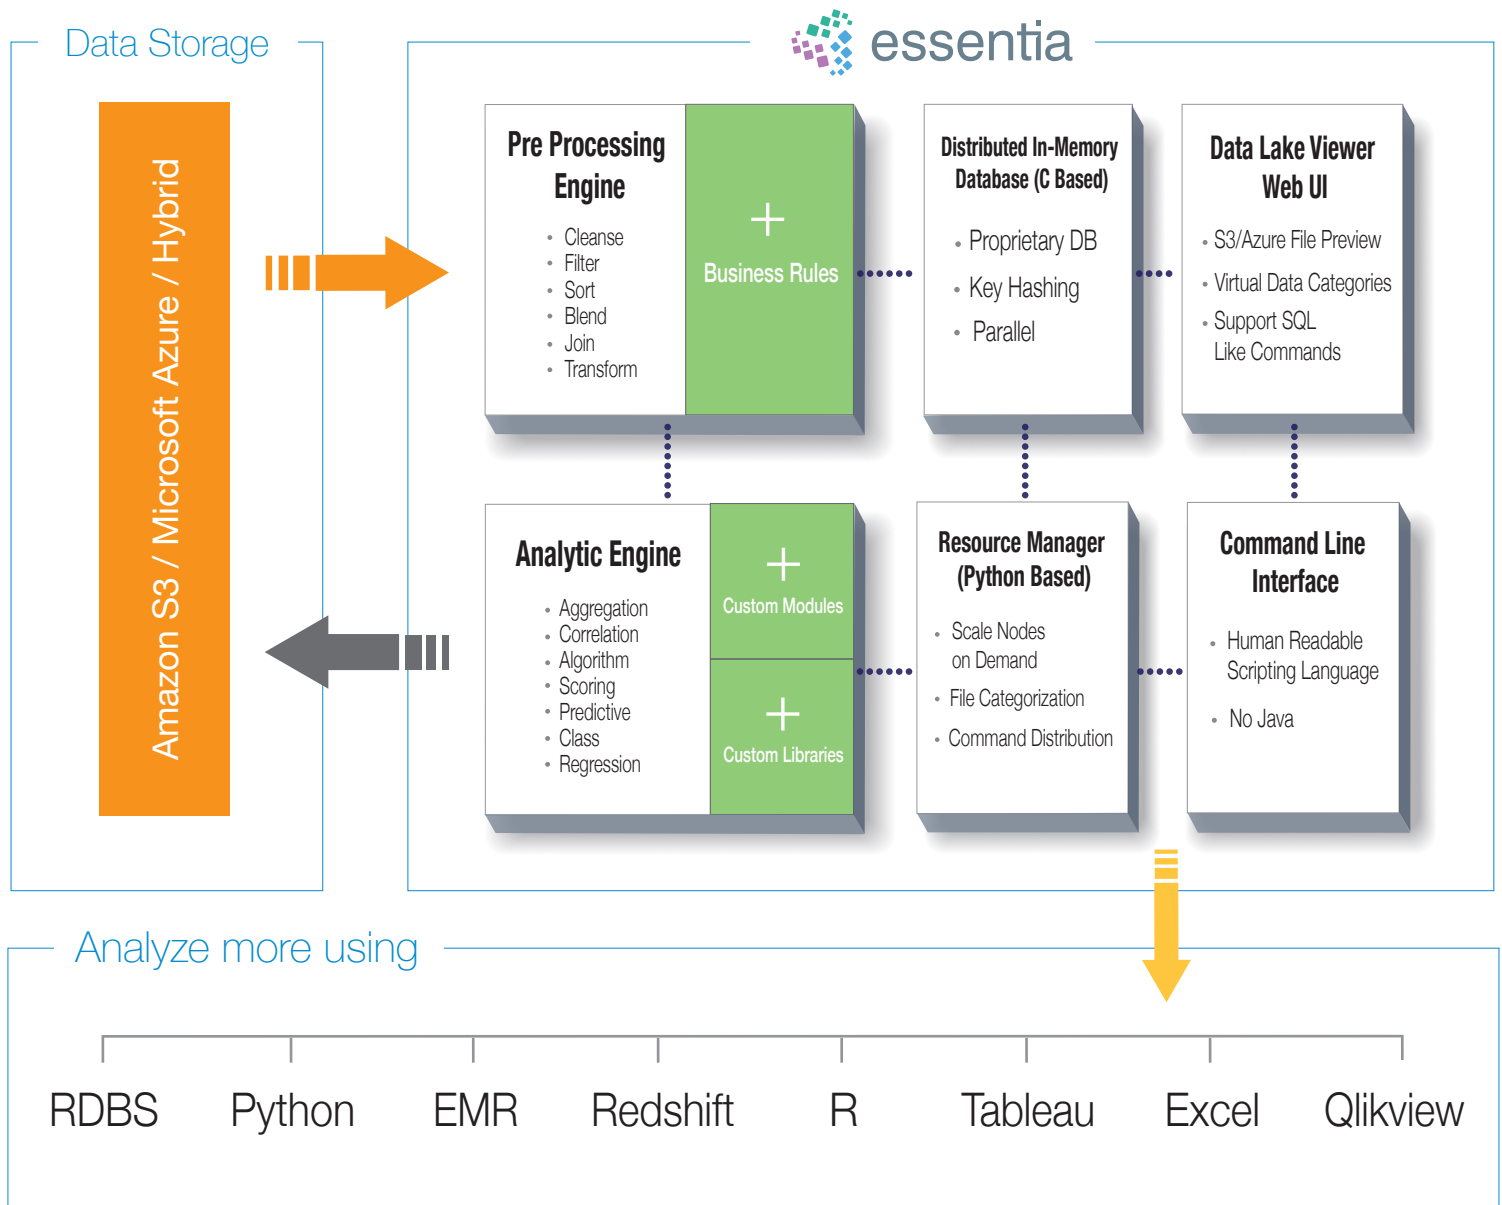 Data Storage
essentia
Amazon S3 / Microsoft Azure / Hybrid
Pre Processing
Engine
• Cleanse
• Filter
• Sort
• Blend
• Join
• Transform
+
Business Rules
Distributed In-Memory
Database (C Based)
• Proprietary DB
• Key Hashing
• Parallel
Data Lake Viewer
Web UI
• S3/Azure File Preview
• Virtual Data Categories
• Support SQL
Like Commands
Analytic Engine
• Aggregation
• Correlation
• Algorithm
• Scoring
• Predictive
• Class
• Regression
+
Custom Modules
+
Custom Libraries
Resource Manager
(Python Based)
• Scale Nodes
on Demand
• File Categorization
• Command Distribution
Command Line
Interface
• Human Readable
Scripting Language
• No Java
Analyze more using
RDBS Python EMR Redshift R Tableau Excel Qlikview